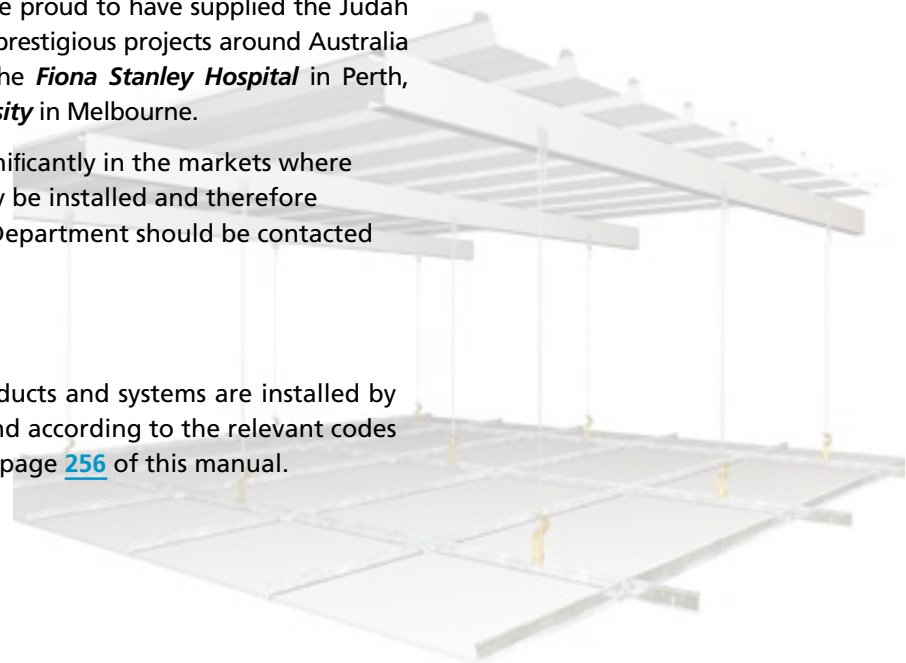 e proud to have supplied the Judah
prestigious projects around Australia
he Fiona Stanley Hospital in Perth,
sity in Melbourne.
nificantly in the markets where
y be installed and therefore
Department should be contacted
ducts and systems are installed by
nd according to the relevant codes
page 256 of this manual.